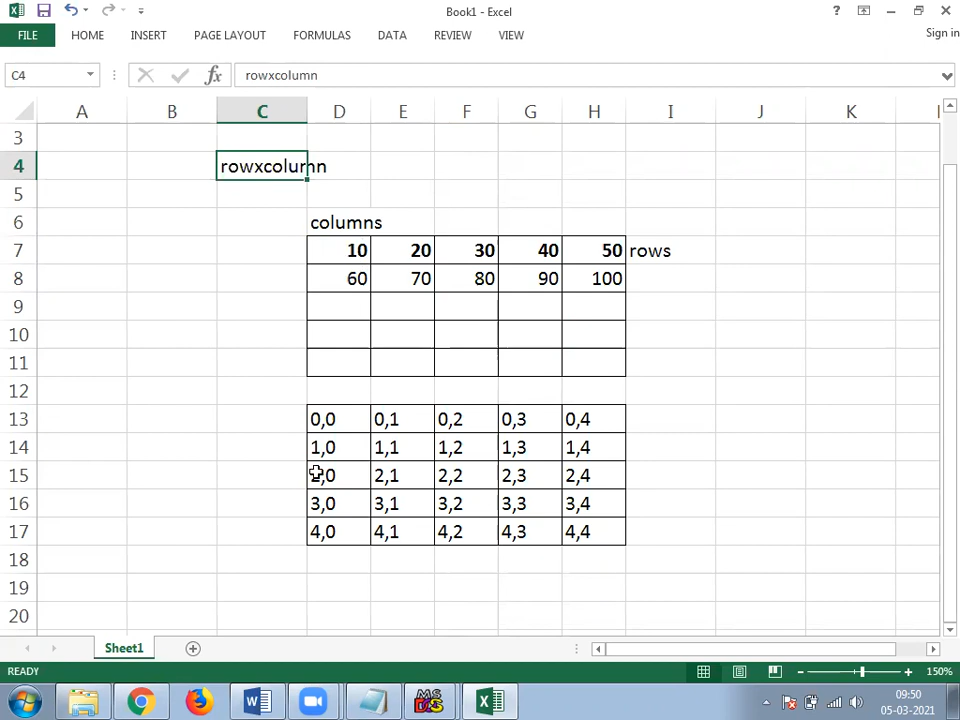 Book1 - Excel
?
FILE HOME INSERT PAGE LAYOUT FORMULAS DATA REVIEW VIEW Sign in
C4 fx rowxcolumn
A B C D E F G H I J K
3
4 rowxcolumn
5
6 columns
7 10 20 30 40 50 rows
8 60 70 80 90 100
9
10
11
12
13 0,0 0,1 0,2 0,3 0,4
14 1,0 1,1 1,2 1,3 1,4
15 2,0 2,1 2,2 2,3 2,4
16 3,0 3,1 3,2 3,3 3,4
17 4,0 4,1 4,2 4,3 4,4
18
19
20
Sheet1
READY 150%
MS DOS
09:50
05-03-2021